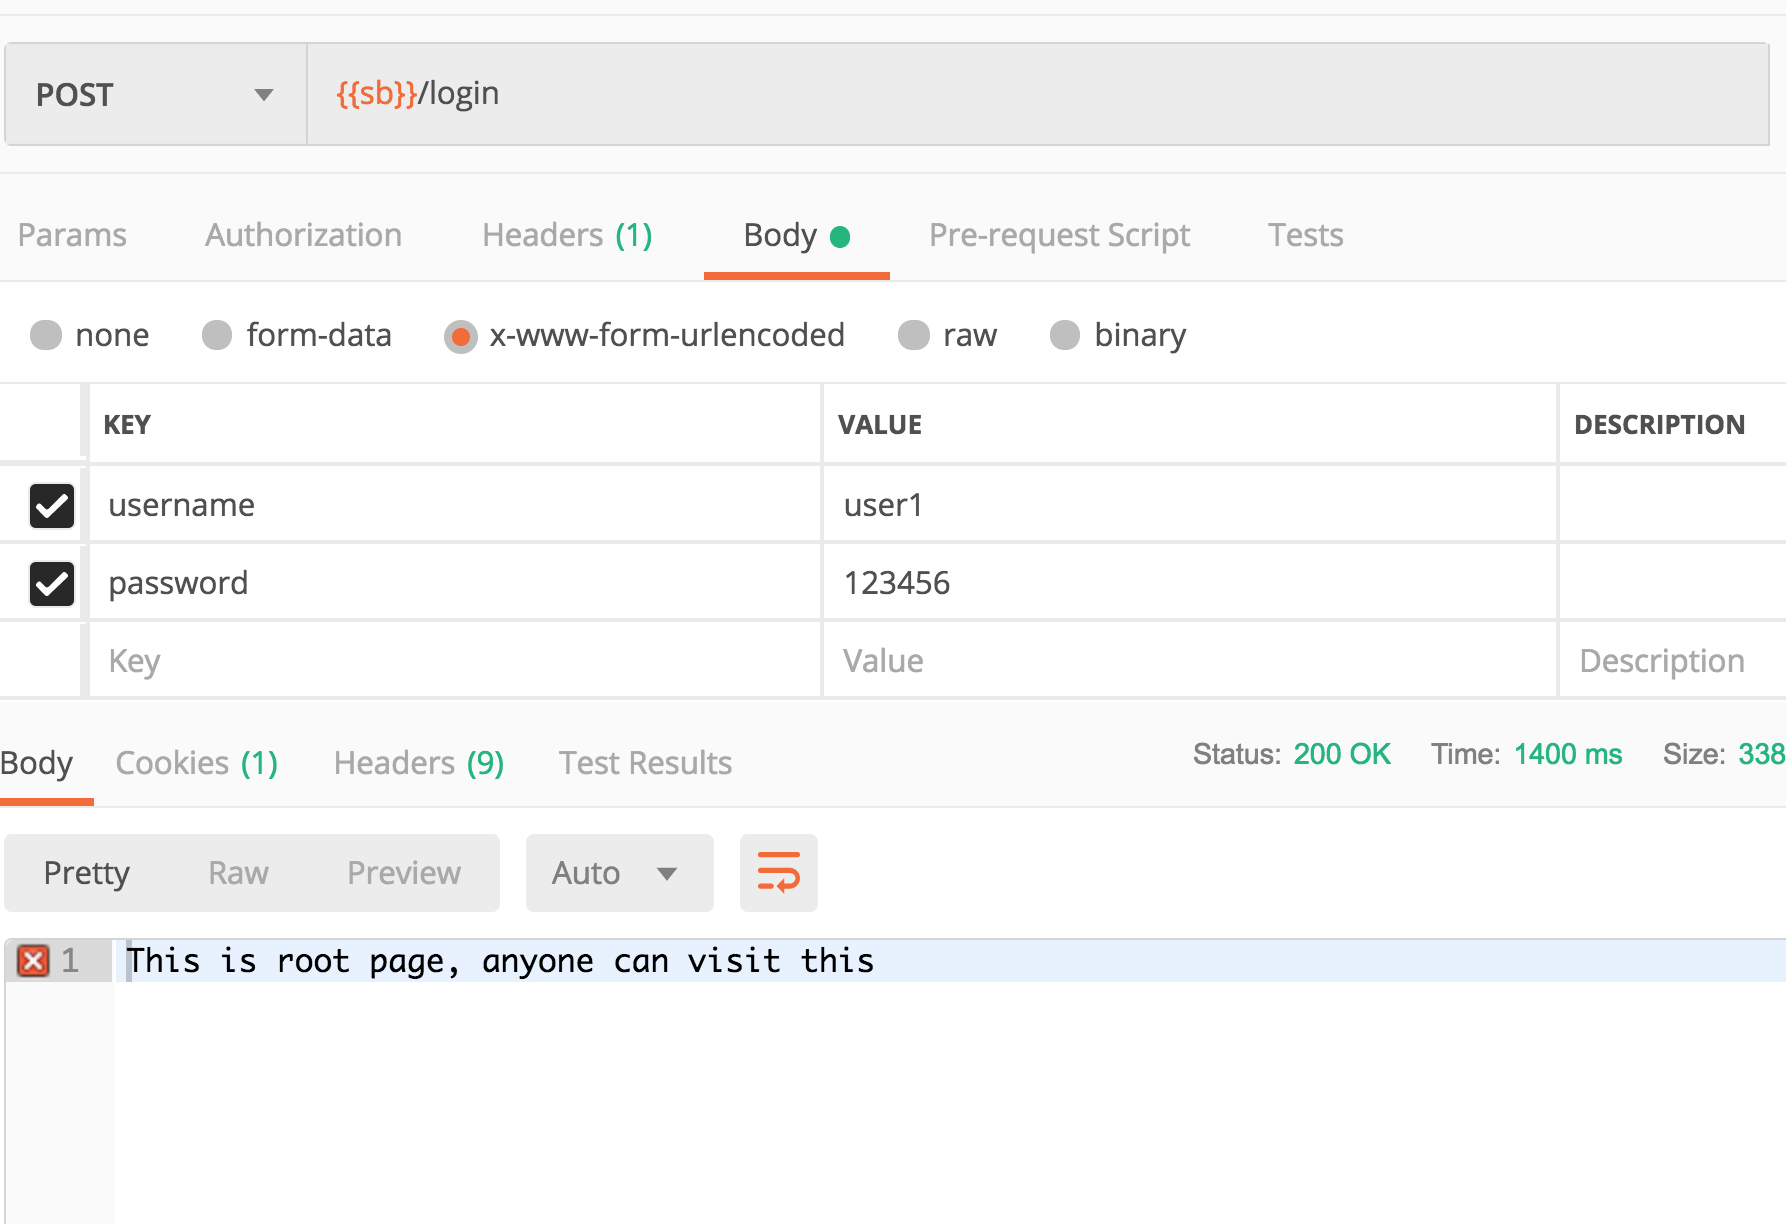 POST {{sb}}/login
Params Authorization Headers (1) Body Pre-request Script Tests
none form-data x-www-form-urlencoded raw binary
KEY VALUE DESCRIPTION
username user1
password 123456
Key Value Description
Body Cookies (1) Headers (9) Test Results Status: 200 OK Time: 1400 ms Size: 338
Pretty Raw Preview Auto
1 This is root page, anyone can visit this